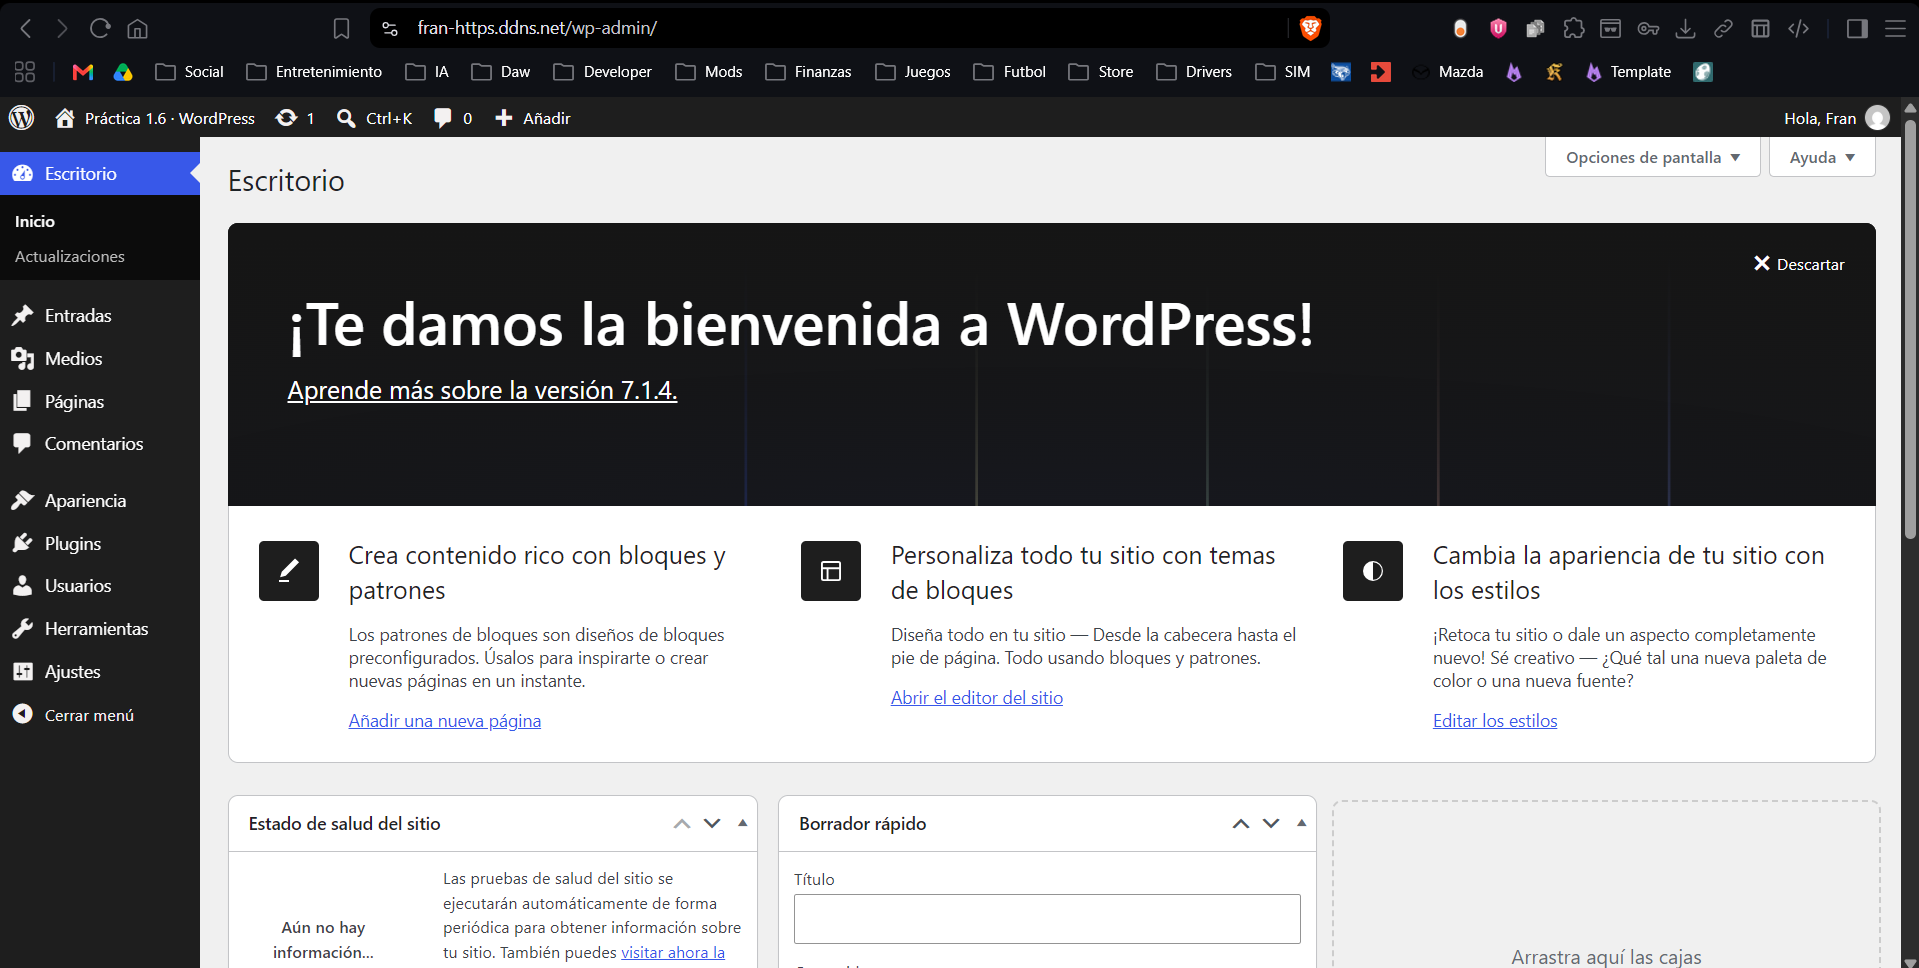 fran-https.ddns.net/wp-admin/
Social
Entretenimiento
IA
Daw
Developer
Mods
Finanzas
Juegos
Futbol
Store
Drivers
SIM
Mazda
Template
Práctica 1.6 · WordPress
1
Ctrl+K
0
Añadir
Hola, Fran
Escritorio
Inicio
Actualizaciones
Entradas
Medios
Páginas
Comentarios
Apariencia
Plugins
Usuarios
Herramientas
Ajustes
Cerrar menú
Opciones de pantalla
Ayuda
Escritorio
Descartar
¡Te damos la bienvenida a WordPress!
Aprende más sobre la versión 7.1.4.
Crea contenido rico con bloques y
patrones
Los patrones de bloques son diseños de bloques
preconfigurados. Úsalos para inspirarte o crear
nuevas páginas en un instante.
Añadir una nueva página
Personaliza todo tu sitio con temas
de bloques
Diseña todo en tu sitio — Desde la cabecera hasta el
pie de página. Todo usando bloques y patrones.
Abrir el editor del sitio
Cambia la apariencia de tu sitio con
los estilos
¡Retoca tu sitio o dale un aspecto completamente
nuevo! Sé creativo — ¿Qué tal una nueva paleta de
color o una nueva fuente?
Editar los estilos
Estado de salud del sitio
Aún no hay
información...
Las pruebas de salud del sitio se
ejecutarán automáticamente de forma
periódica para obtener información sobre
tu sitio. También puedes visitar ahora la
Borrador rápido
Título
Arrastra aquí las cajas